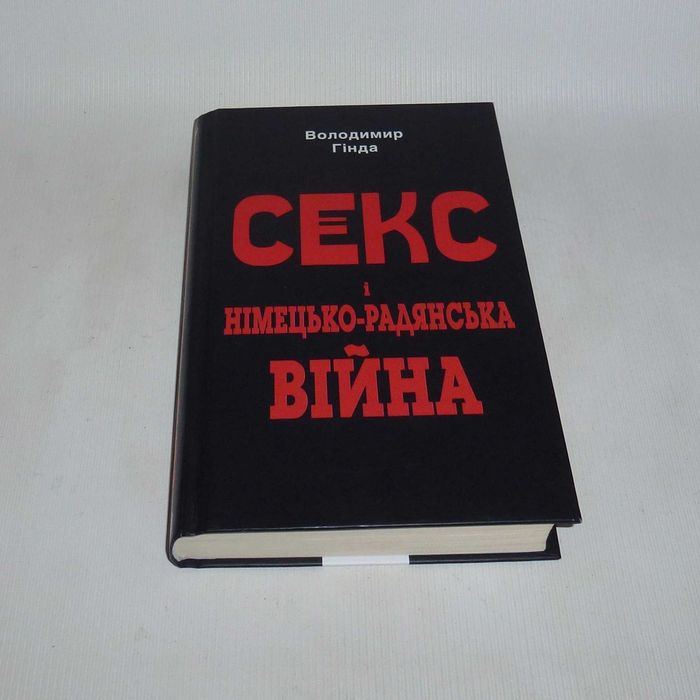 Володимир
Гінда
СЕКС
і
НІМЕЦЬКО-РАДЯНСЬКА
ВІЙНА